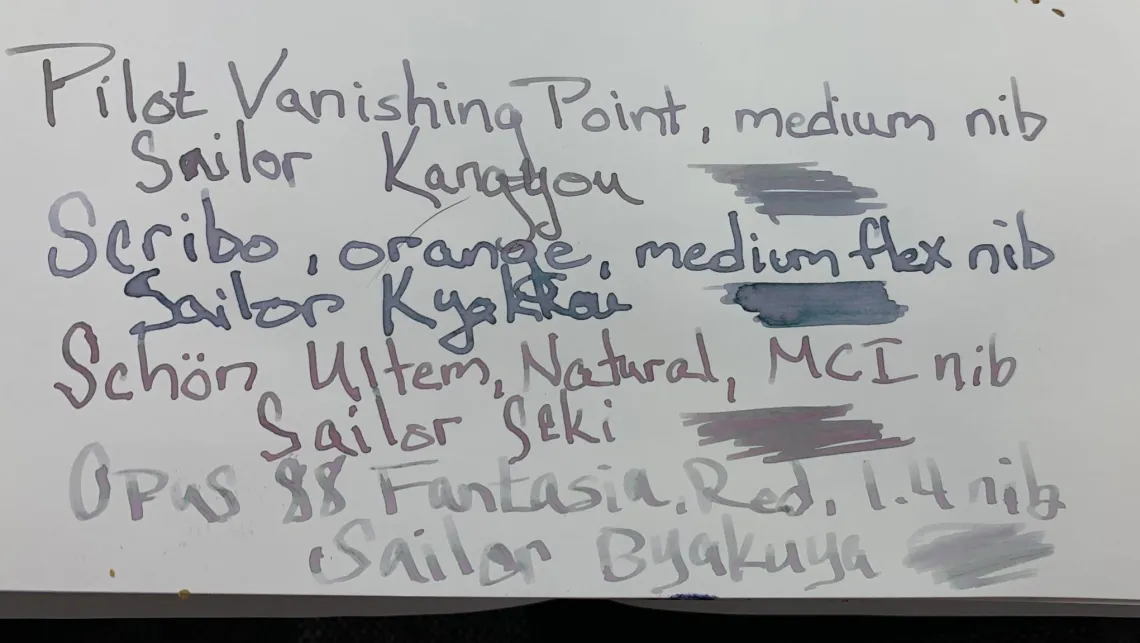 Pilot Vanishing Point, medium nib
Sailor Kangyou
Scribo, orange, medium flex nib
Sailor Kyokkou
Schön Ultem, Natural, MCI nib
Sailor Seki
Opus 88 Fantasia, Red, 1.4 nib
Sailor Byakuya